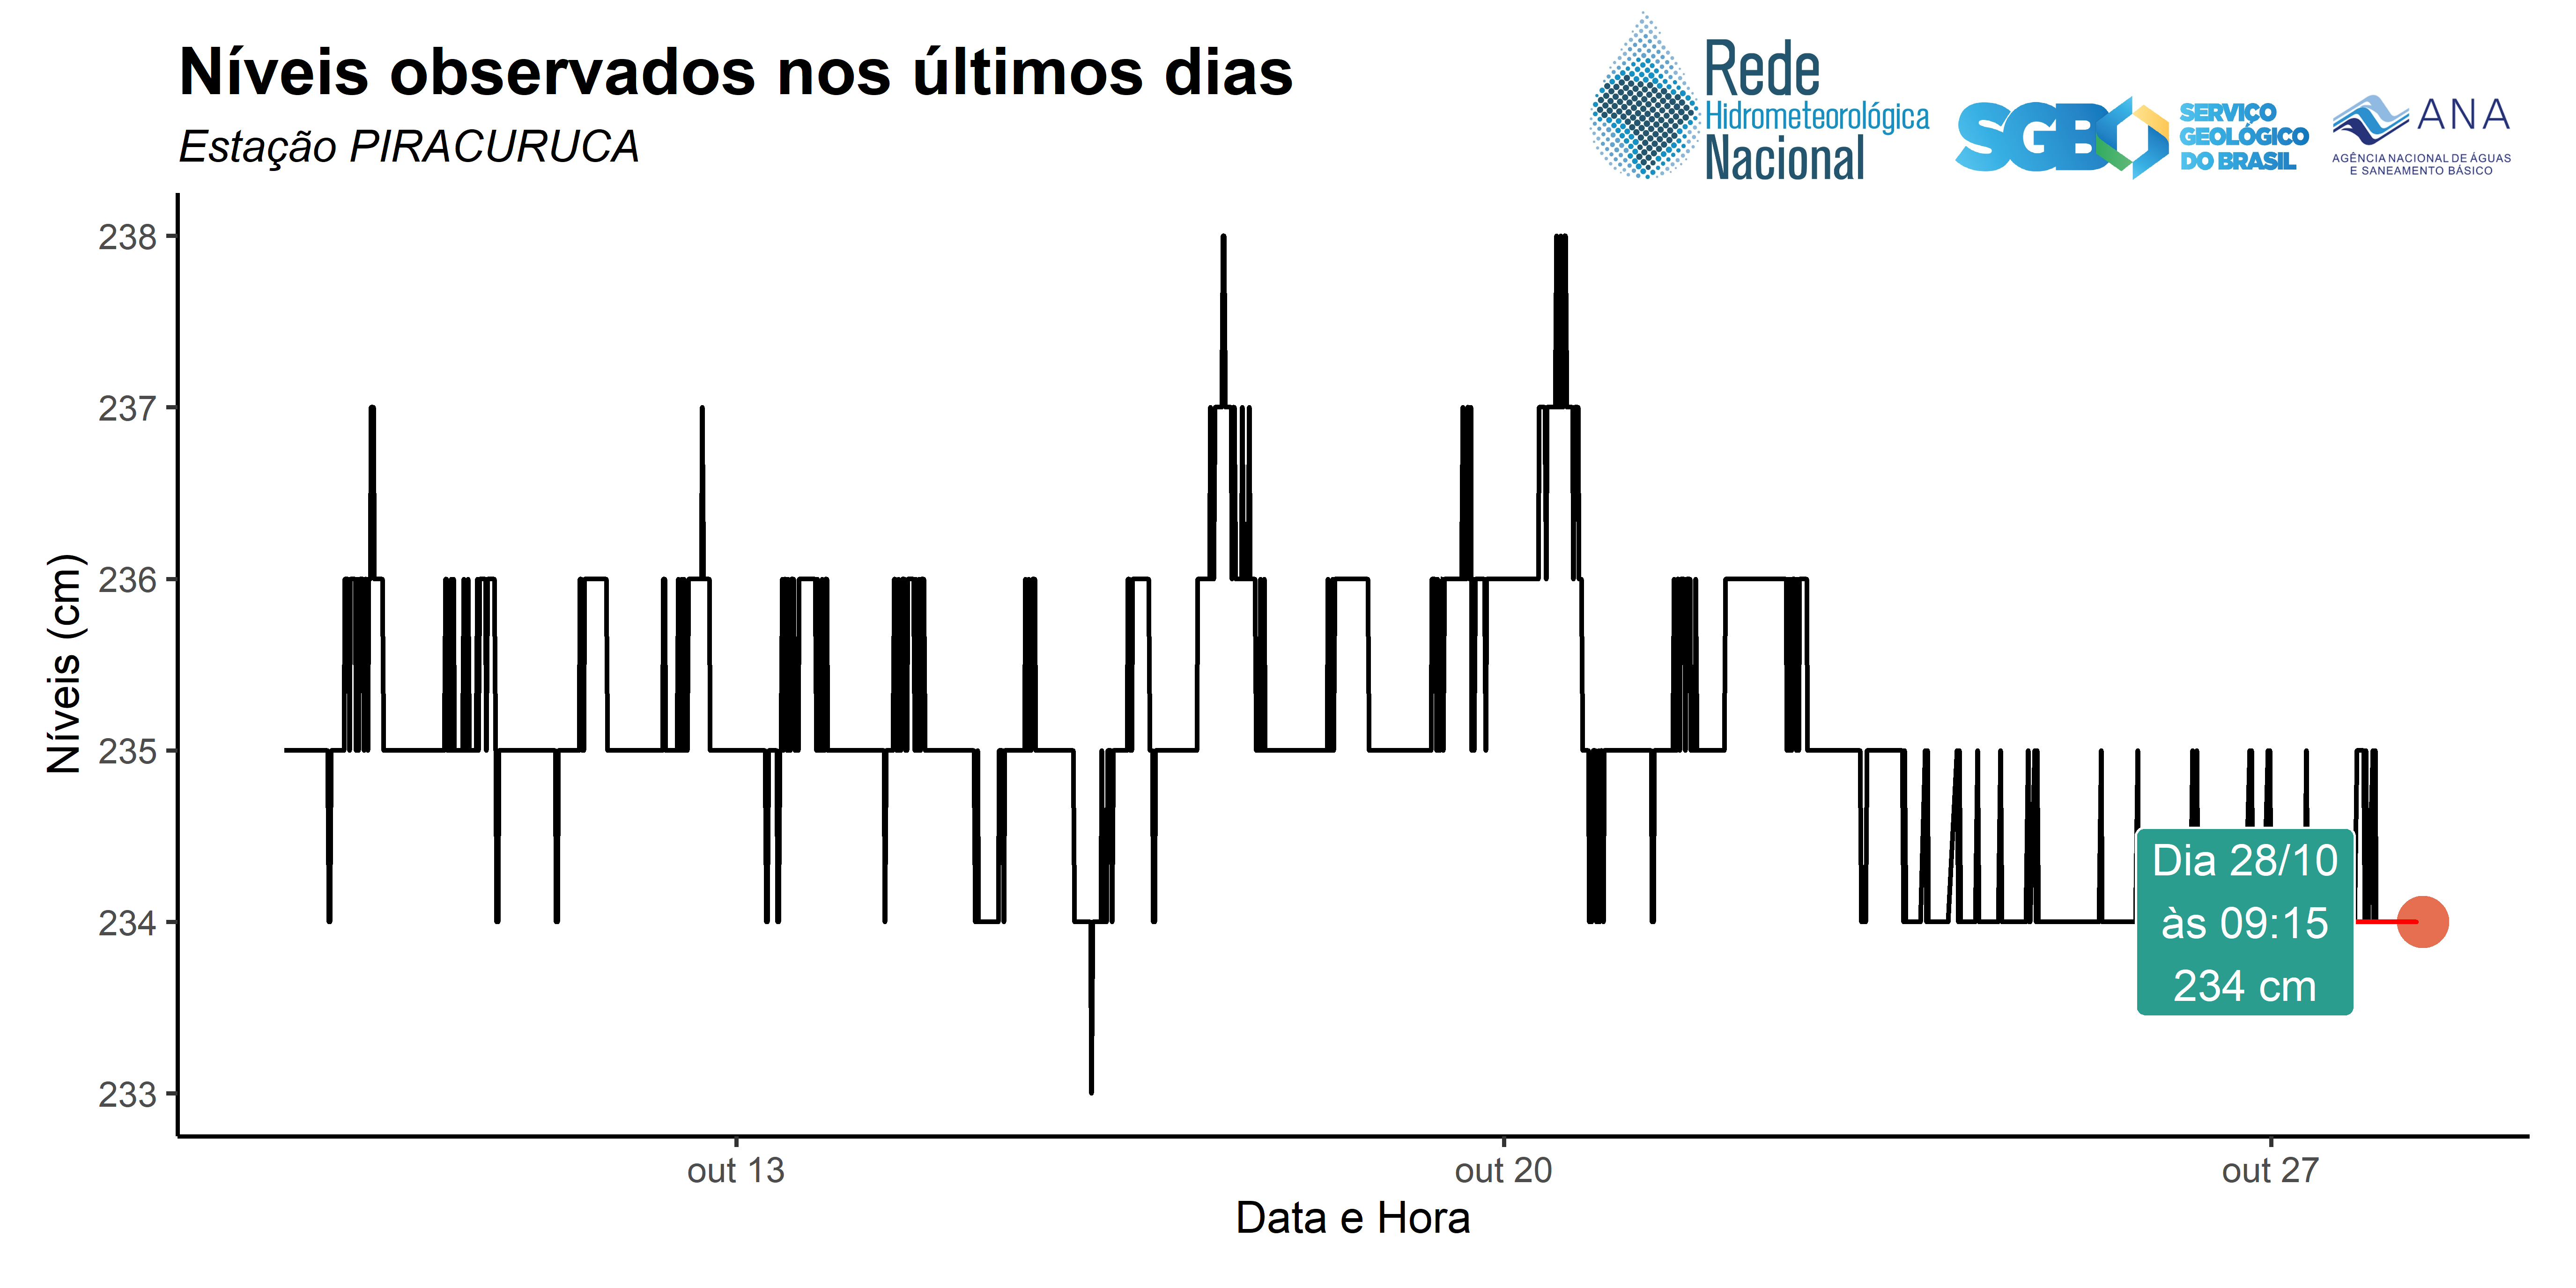 Níveis observados nos últimos dias
Estação PIRACURUCA
Rede
Hidrometeorológica
Nacional
SGB
SERVIÇO
GEOLÓGICO
DO BRASIL
ANA
AGÊNCIA NACIONAL DE ÁGUAS
E SANEAMENTO BÁSICO
238
237
236
235
234
233
Níveis (cm)
Dia 28/10
às 09:15
234 cm
out 13
out 20
out 27
Data e Hora